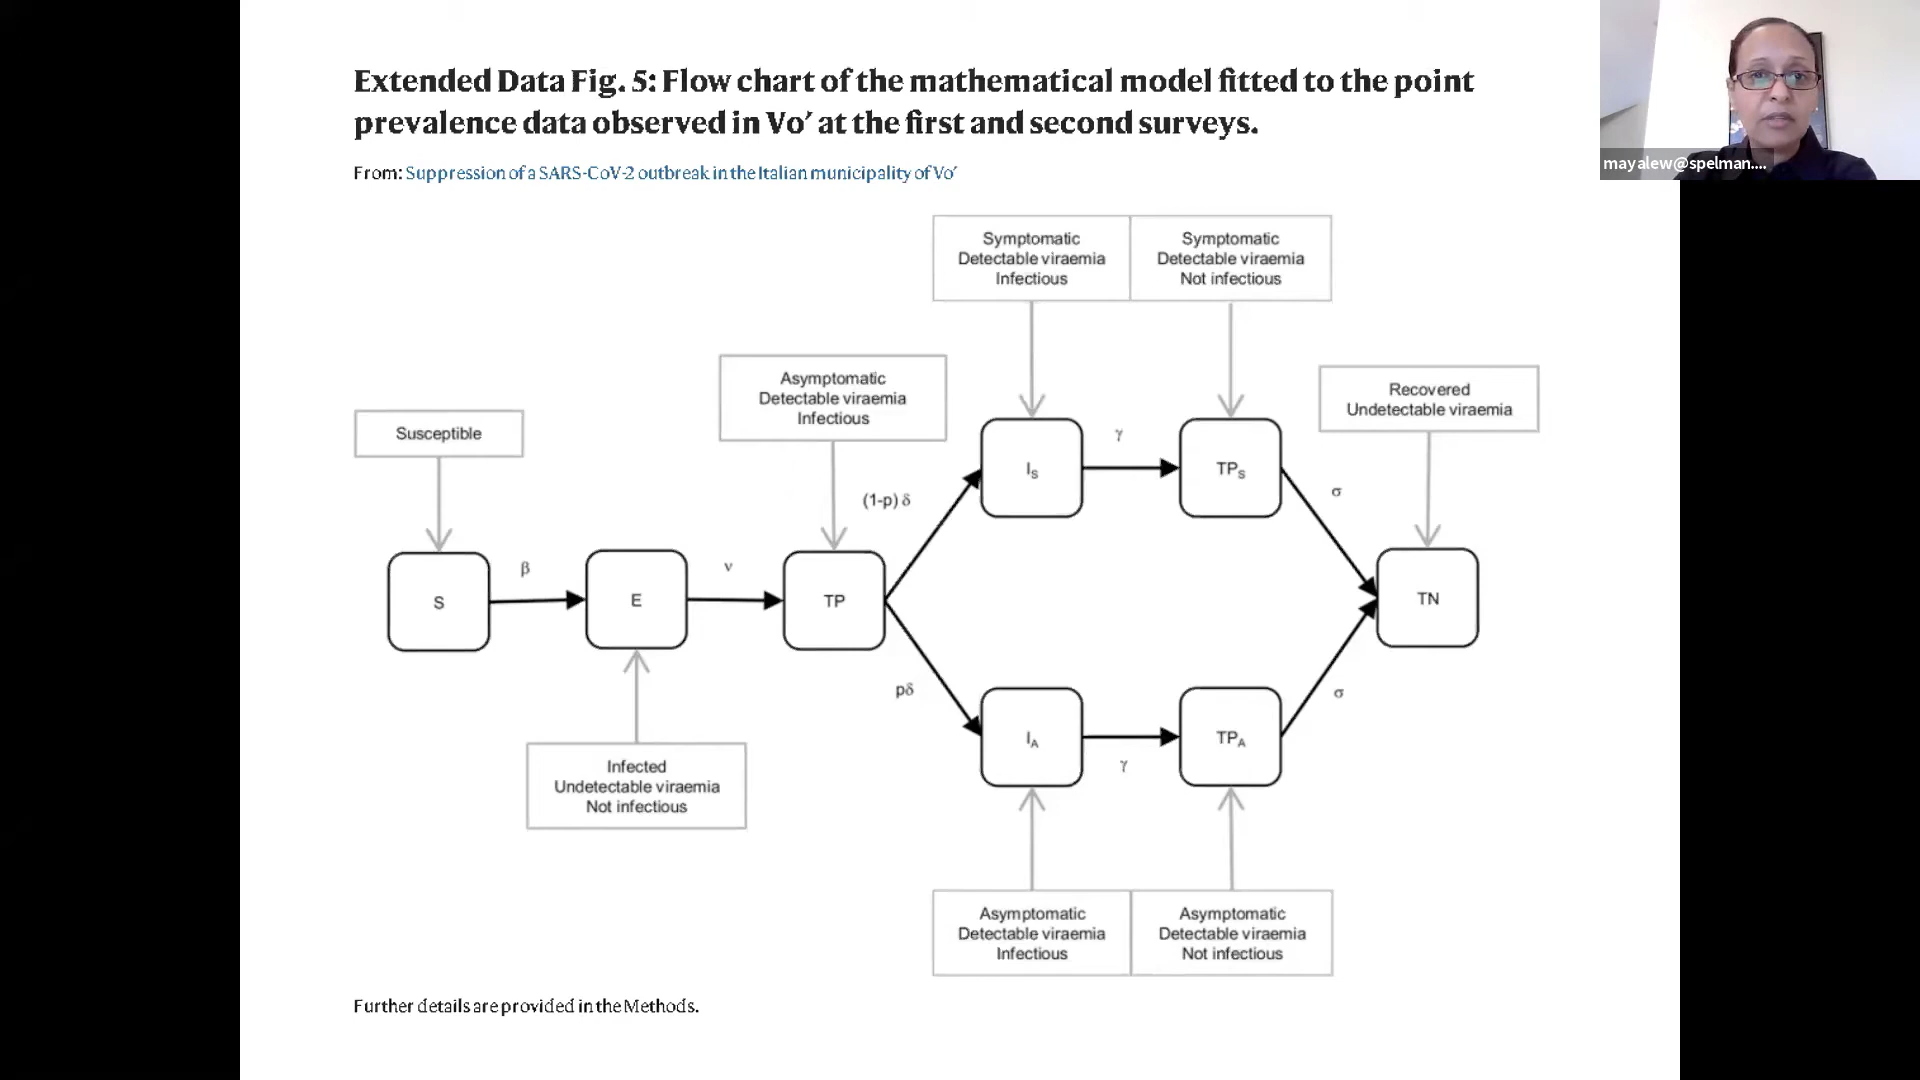 Extended Data Fig. 5: Flow chart of the mathematical model fitted to the point
prevalence data observed in Vo’ at the first and second surveys.
From: Suppression of a SARS-CoV-2 outbreak in the Italian municipality of Vo’
mayalew@spelman....
Symptomatic
Detectable viraemia
Infectious
Symptomatic
Detectable viraemia
Not infectious
Asymptomatic
Detectable viraemia
Infectious
Recovered
Undetectable viraemia
Susceptible
(1-p) δ
I_S
γ
TP_S
σ
S
β
E
ν
TP
TN
pδ
I_A
γ
TP_A
σ
Infected
Undetectable viraemia
Not infectious
Asymptomatic
Detectable viraemia
Infectious
Asymptomatic
Detectable viraemia
Not infectious
Further details are provided in the Methods.